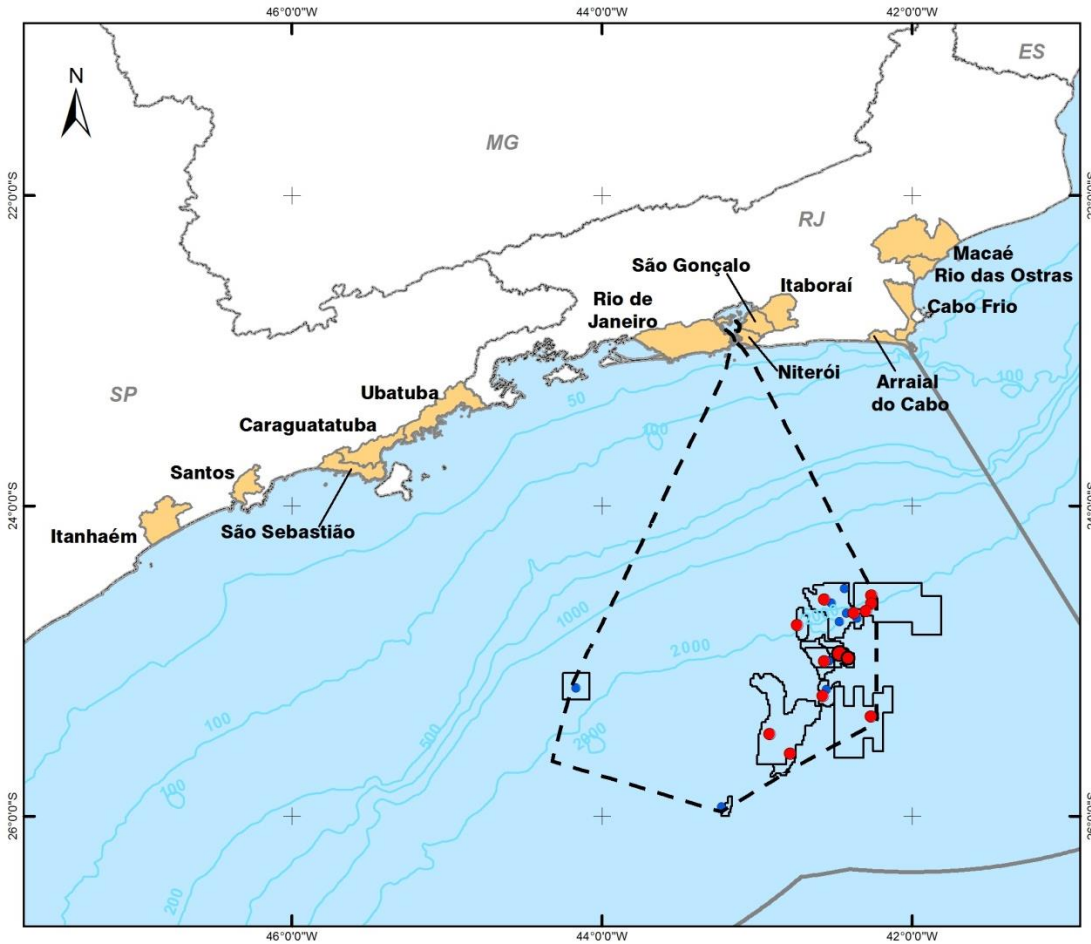 46°0'0"W
44°0'0"W
42°0'0"W
ES
N
MG
22°0'0"S
RJ
Macaé
Rio das Ostras
São Gonçalo
Itaboraí
Rio de
Janeiro
Cabo Frio
Niterói
100
Arraial
do Cabo
SP
Ubatuba
50
Caraguatatuba
100
Santos
24°0'0"S
São Sebastião
Itanhaém
1000
2000
500
100
2000
100
26°0'0"S
200
46°0'0"W
44°0'0"W
42°0'0"W